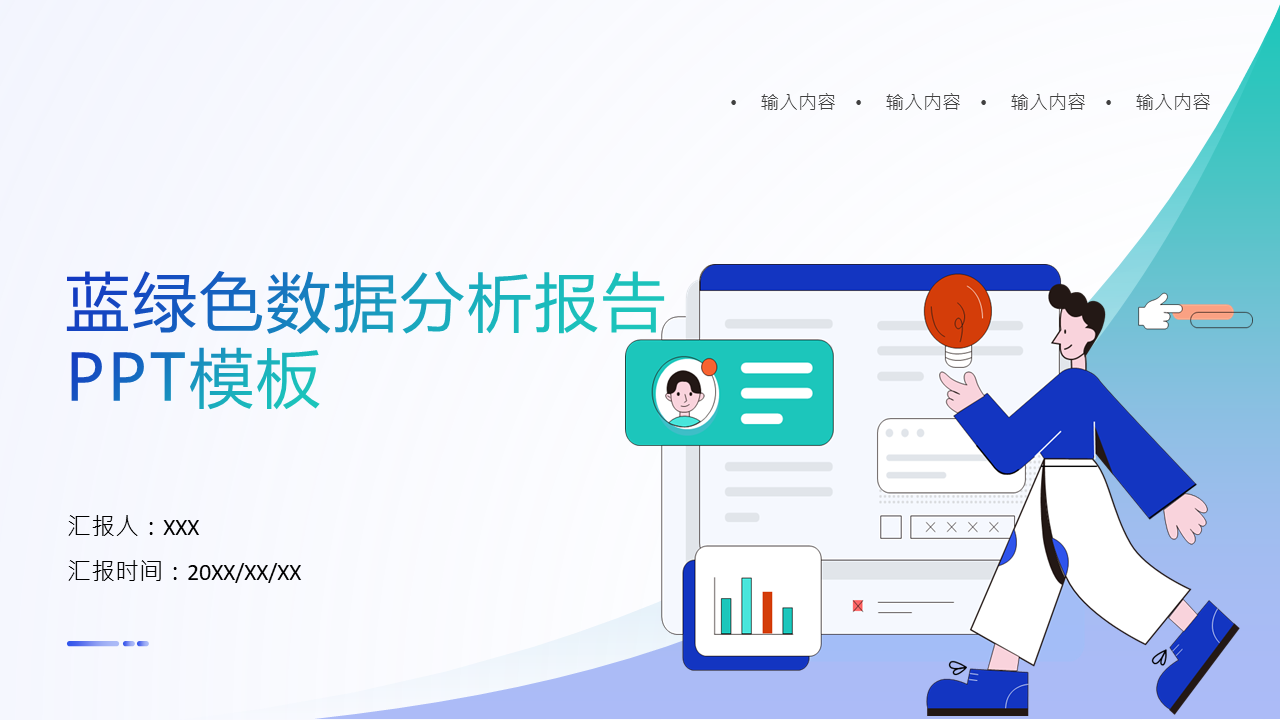 • 输入内容 • 输入内容 • 输入内容 • 输入内容
蓝绿色数据分析报告
PPT模板
汇报人：XXX
汇报时间：20XX/XX/XX